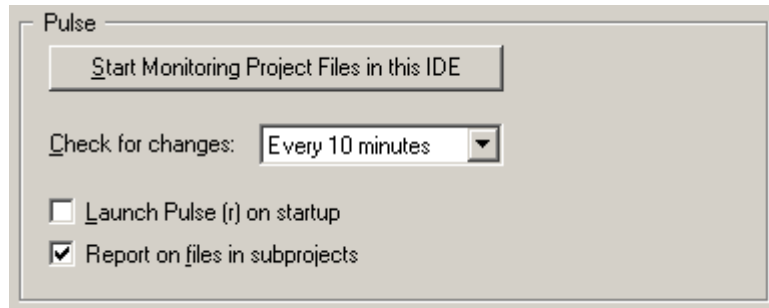 Pulse
Start Monitoring Project Files in this IDE
Check for changes: Every 10 minutes
Launch Pulse (r) on startup
Report on files in subprojects